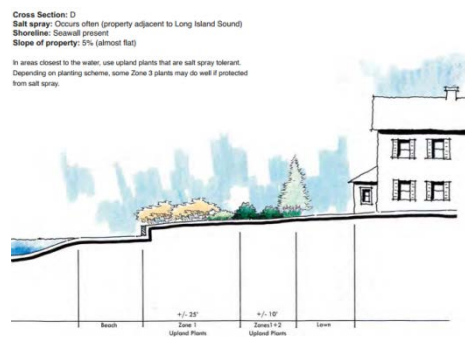 Cross Section: D
Salt spray: Occurs often (property adjacent to Long Island Sound)
Shoreline: Seawall present
Slope of property: 5% (almost flat)
In areas closest to the water, use upland plants that are salt spray tolerant.
Depending on planting scheme, some Zone 3 plants may do well if protected
from salt spray.
+/- 25' +/- 10'
Beach Zone 1 Zones1+2 Lawn
Upland Plants Upland Plants